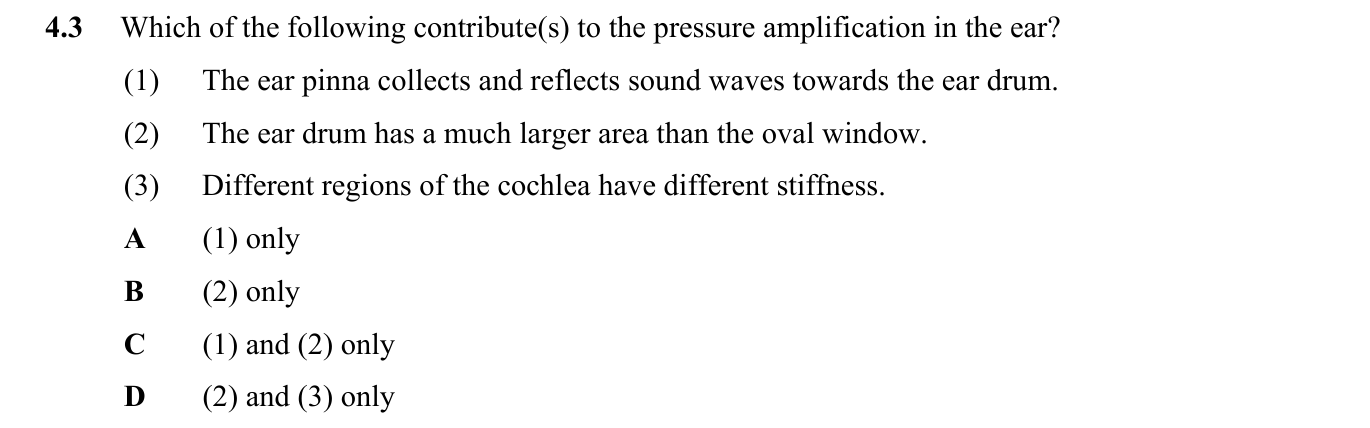 4.3 Which of the following contribute(s) to the pressure amplification in the ear?
(1) The ear pinna collects and reflects sound waves towards the ear drum.
(2) The ear drum has a much larger area than the oval window.
(3) Different regions of the cochlea have different stiffness.
A (1) only
B (2) only
C (1) and (2) only
D (2) and (3) only